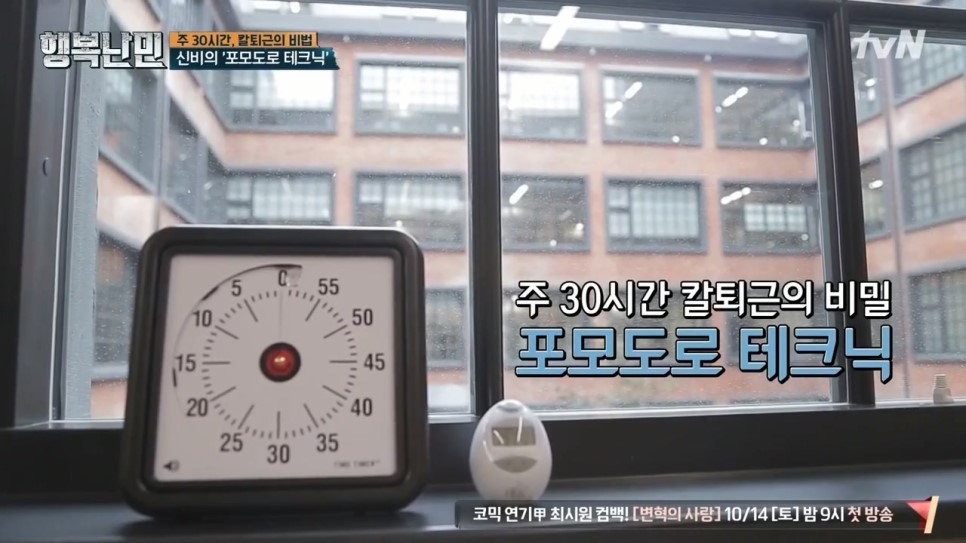 행복난민
주 30시간, 칼퇴근의 비법
신비의 '포모도로 테크닉'
tvN
0
5
55
10
50
15
45
20
40
25
35
30
TIME TIMER
주 30시간 칼퇴근의 비밀
포모도로 테크닉
코믹 연기甲 최시원 컴백! [변혁의 사랑] 10/14 [토] 밤 9시 첫 방송